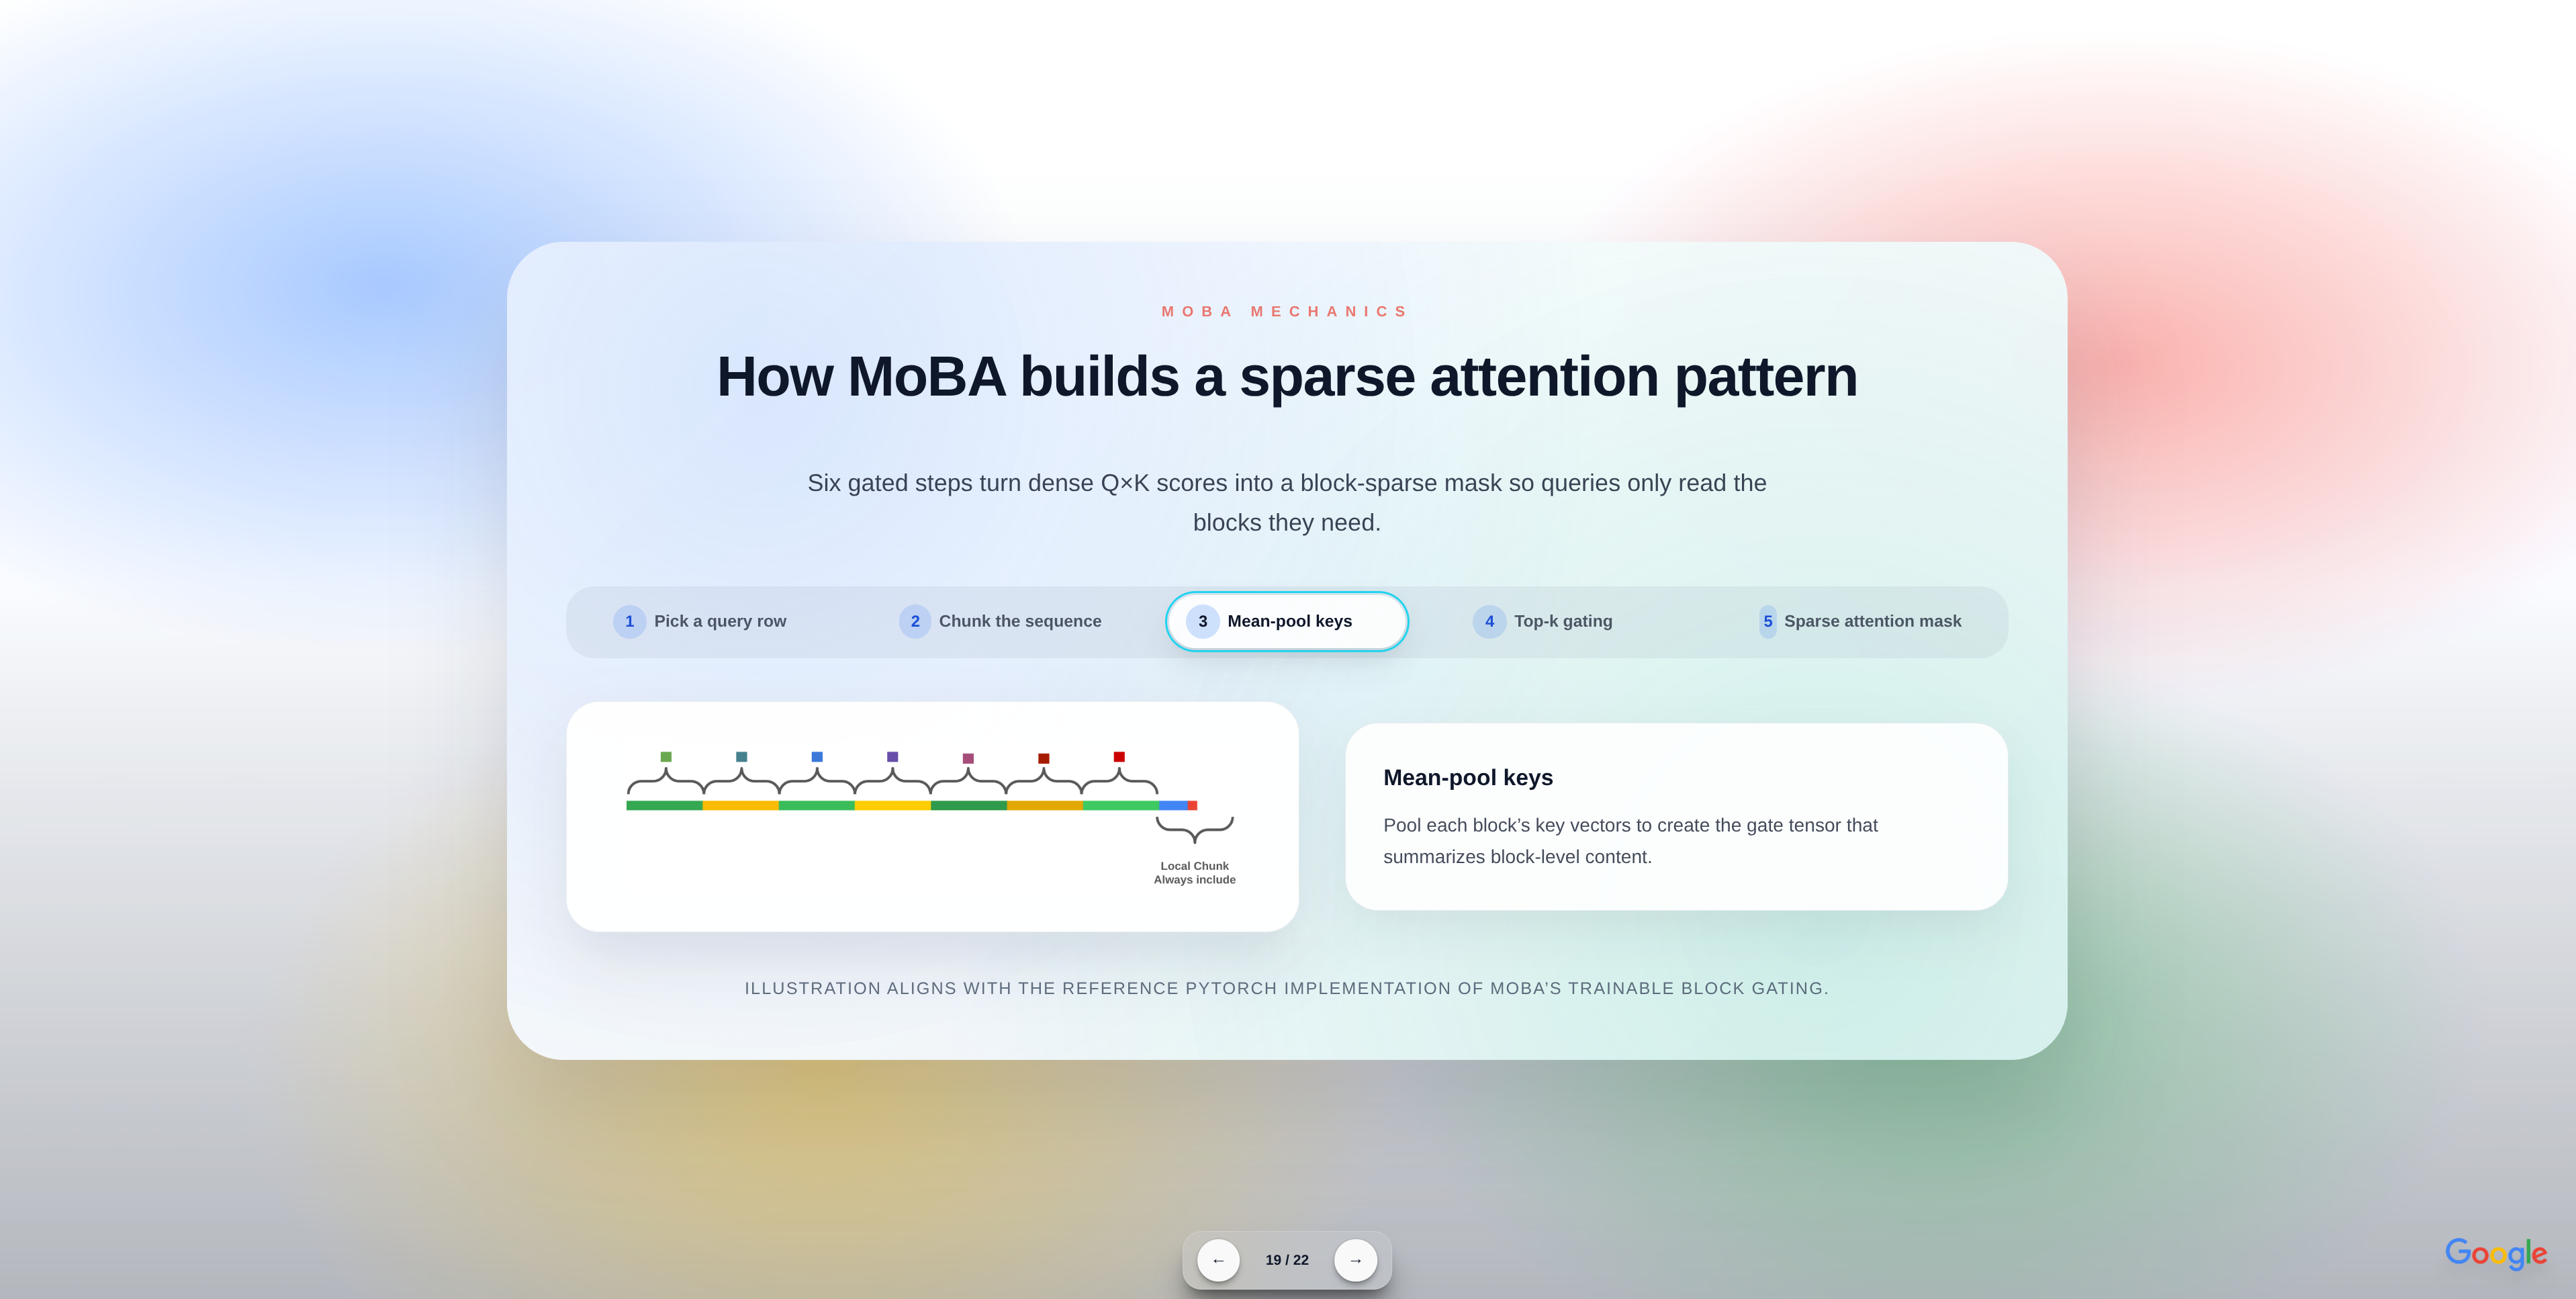 MOBA MECHANICS
How MoBA builds a sparse attention pattern
Six gated steps turn dense Q×K scores into a block-sparse mask so queries only read the
blocks they need.
1 Pick a query row
2 Chunk the sequence
3 Mean-pool keys
4 Top-k gating
5 Sparse attention mask
Local Chunk
Always include
Mean-pool keys
Pool each block’s key vectors to create the gate tensor that
summarizes block-level content.
ILLUSTRATION ALIGNS WITH THE REFERENCE PYTORCH IMPLEMENTATION OF MOBA’S TRAINABLE BLOCK GATING.
← 19 / 22 →
Google